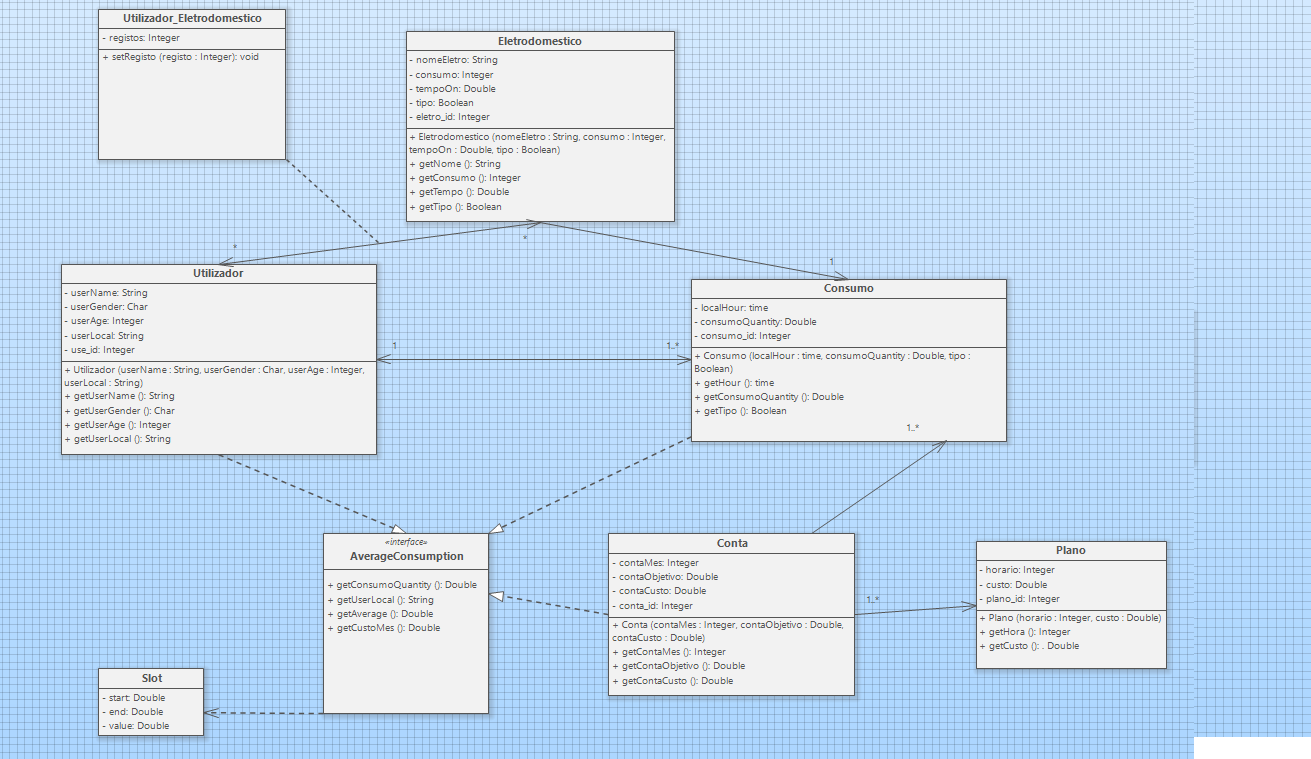 Utilizador_Eletrodomestico
- registos: Integer
+ setRegisto (registo : Integer): void
Eletrodomestico
- nomeEletro: String
- consumo: Integer
- tempoOn: Double
- tipo: Boolean
- eletro_id: Integer
+ Eletrodomestico (nomeEletro : String, consumo : Integer,
tempoOn : Double, tipo : Boolean)
+ getNome (): String
+ getConsumo (): Integer
+ getTempo (): Double
+ getTipo (): Boolean
*
*
1
Utilizador
- userName: String
- userGender: Char
- userAge: Integer
- userLocal: String
- use_id: Integer
+ Utilizador (userName : String, userGender : Char, userAge : Integer,
userLocal : String)
+ getUserName (): String
+ getUserGender (): Char
+ getUserAge (): Integer
+ getUserLocal (): String
1
1..*
Consumo
- localHour: time
- consumoQuantity: Double
- consumo_id: Integer
+ Consumo (localHour : time, consumoQuantity : Double, tipo :
Boolean)
+ getHour (): time
+ getConsumoQuantity (): Double
+ getTipo (): Boolean
1..*
«interface»
AverageConsumption
+ getConsumoQuantity (): Double
+ getUserLocal (): String
+ getAverage (): Double
+ getCustoMes (): Double
Conta
- contaMes: Integer
- contaObjetivo: Double
- contaCusto: Double
- conta_id: Integer
+ Conta (contaMes : Integer, contaObjetivo : Double,
contaCusto : Double)
+ getContaMes (): Integer
+ getContaObjetivo (): Double
+ getContaCusto (): Double
1..*
Plano
- horario: Integer
- custo: Double
- plano_id: Integer
+ Plano (horario : Integer, custo : Double)
+ getHora (): Integer
+ getCusto (): . Double
Slot
- start: Double
- end: Double
- value: Double